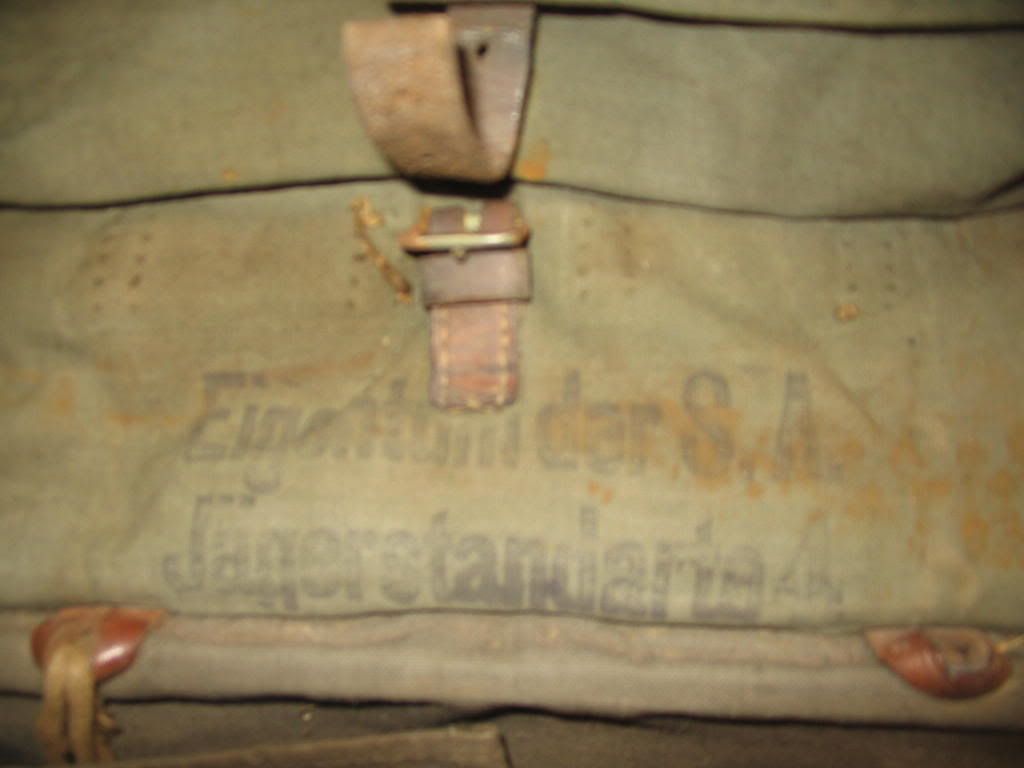 Eigentum der S.A.
Jägerstandarte 4.